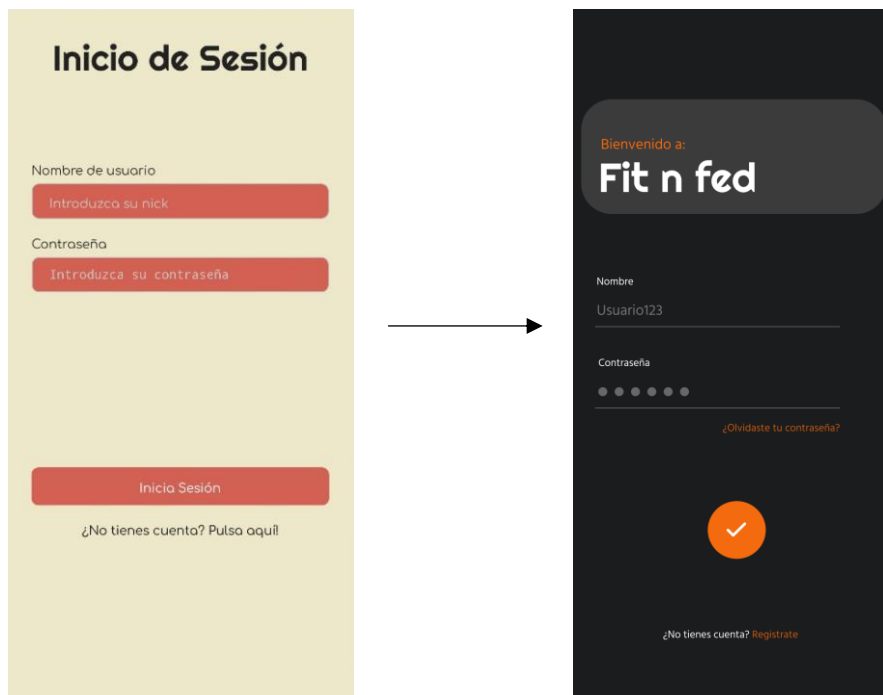 Inicio de Sesión
Nombre de usuario
Introduzca su nick
Contraseña
Introduzca su contraseña
Inicia Sesión
¿No tienes cuenta? Pulsa aquí!
Bienvenido a:
Fit n fed
Nombre
Usuario123
Contraseña
¿Olvidaste tu contraseña?
¿No tienes cuenta? Registrate